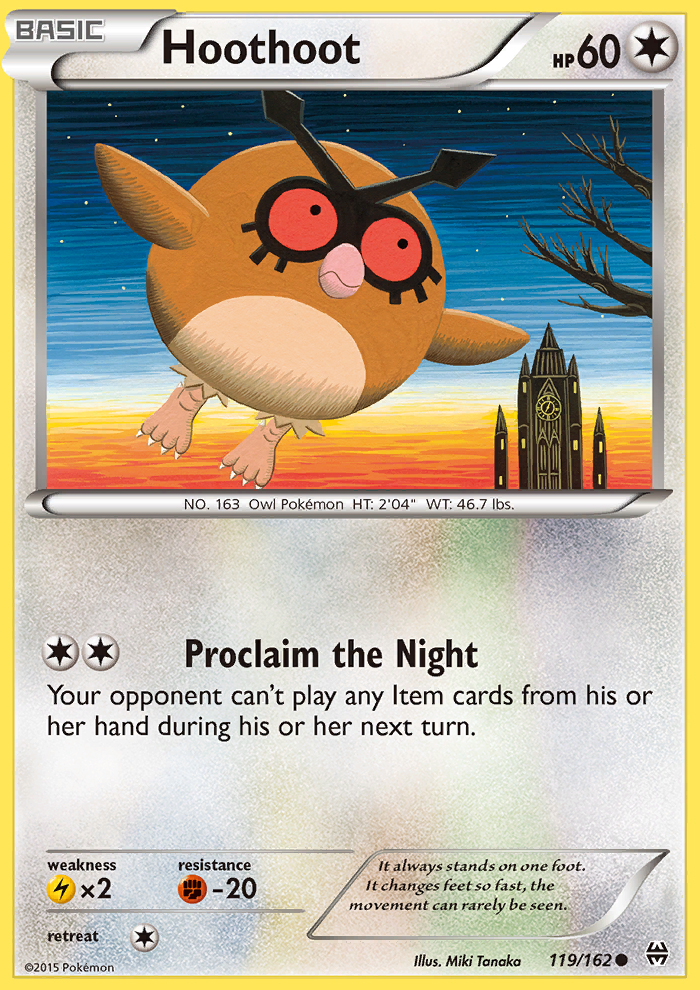 BASIC
Hoothoot
HP60
NO. 163 Owl Pokémon HT: 2'04" WT: 46.7 lbs.
Proclaim the Night
Your opponent can't play any Item cards from his or
her hand during his or her next turn.
weakness
×2
resistance
-20
retreat
It always stands on one foot.
It changes feet so fast, the
movement can rarely be seen.
Illus. Miki Tanaka
119/162
©2015 Pokémon